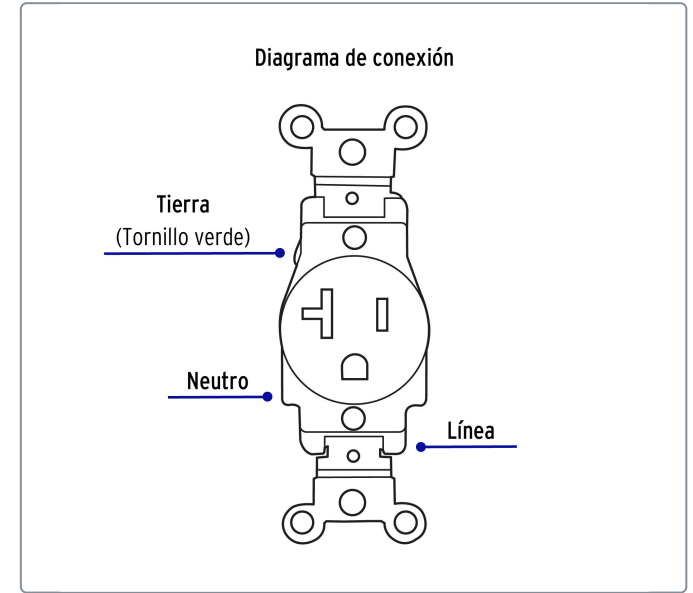 Diagrama de conexión
Tierra
(Tornillo verde)
Neutro
Línea